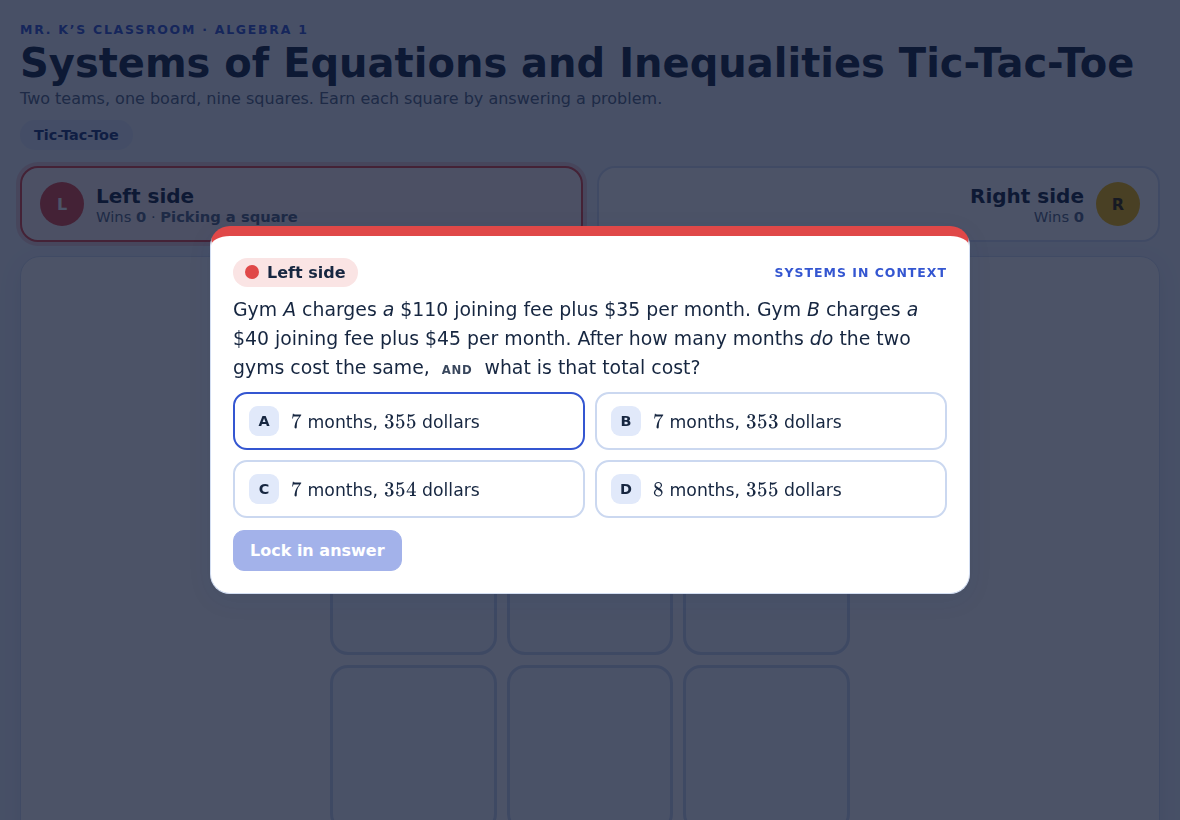 MR. K’S CLASSROOM · ALGEBRA 1
Systems of Equations and Inequalities Tic-Tac-Toe
Two teams, one board, nine squares. Earn each square by answering a problem.
Tic-Tac-Toe
L
Left side
Wins 0 · Picking a square
Right side
Wins 0
R
Left side
SYSTEMS IN CONTEXT
Gym A charges a $110 joining fee plus $35 per month. Gym B charges a
$40 joining fee plus $45 per month. After how many months do the two
gyms cost the same, AND what is that total cost?
A 7 months, 355 dollars
B 7 months, 353 dollars
C 7 months, 354 dollars
D 8 months, 355 dollars
Lock in answer